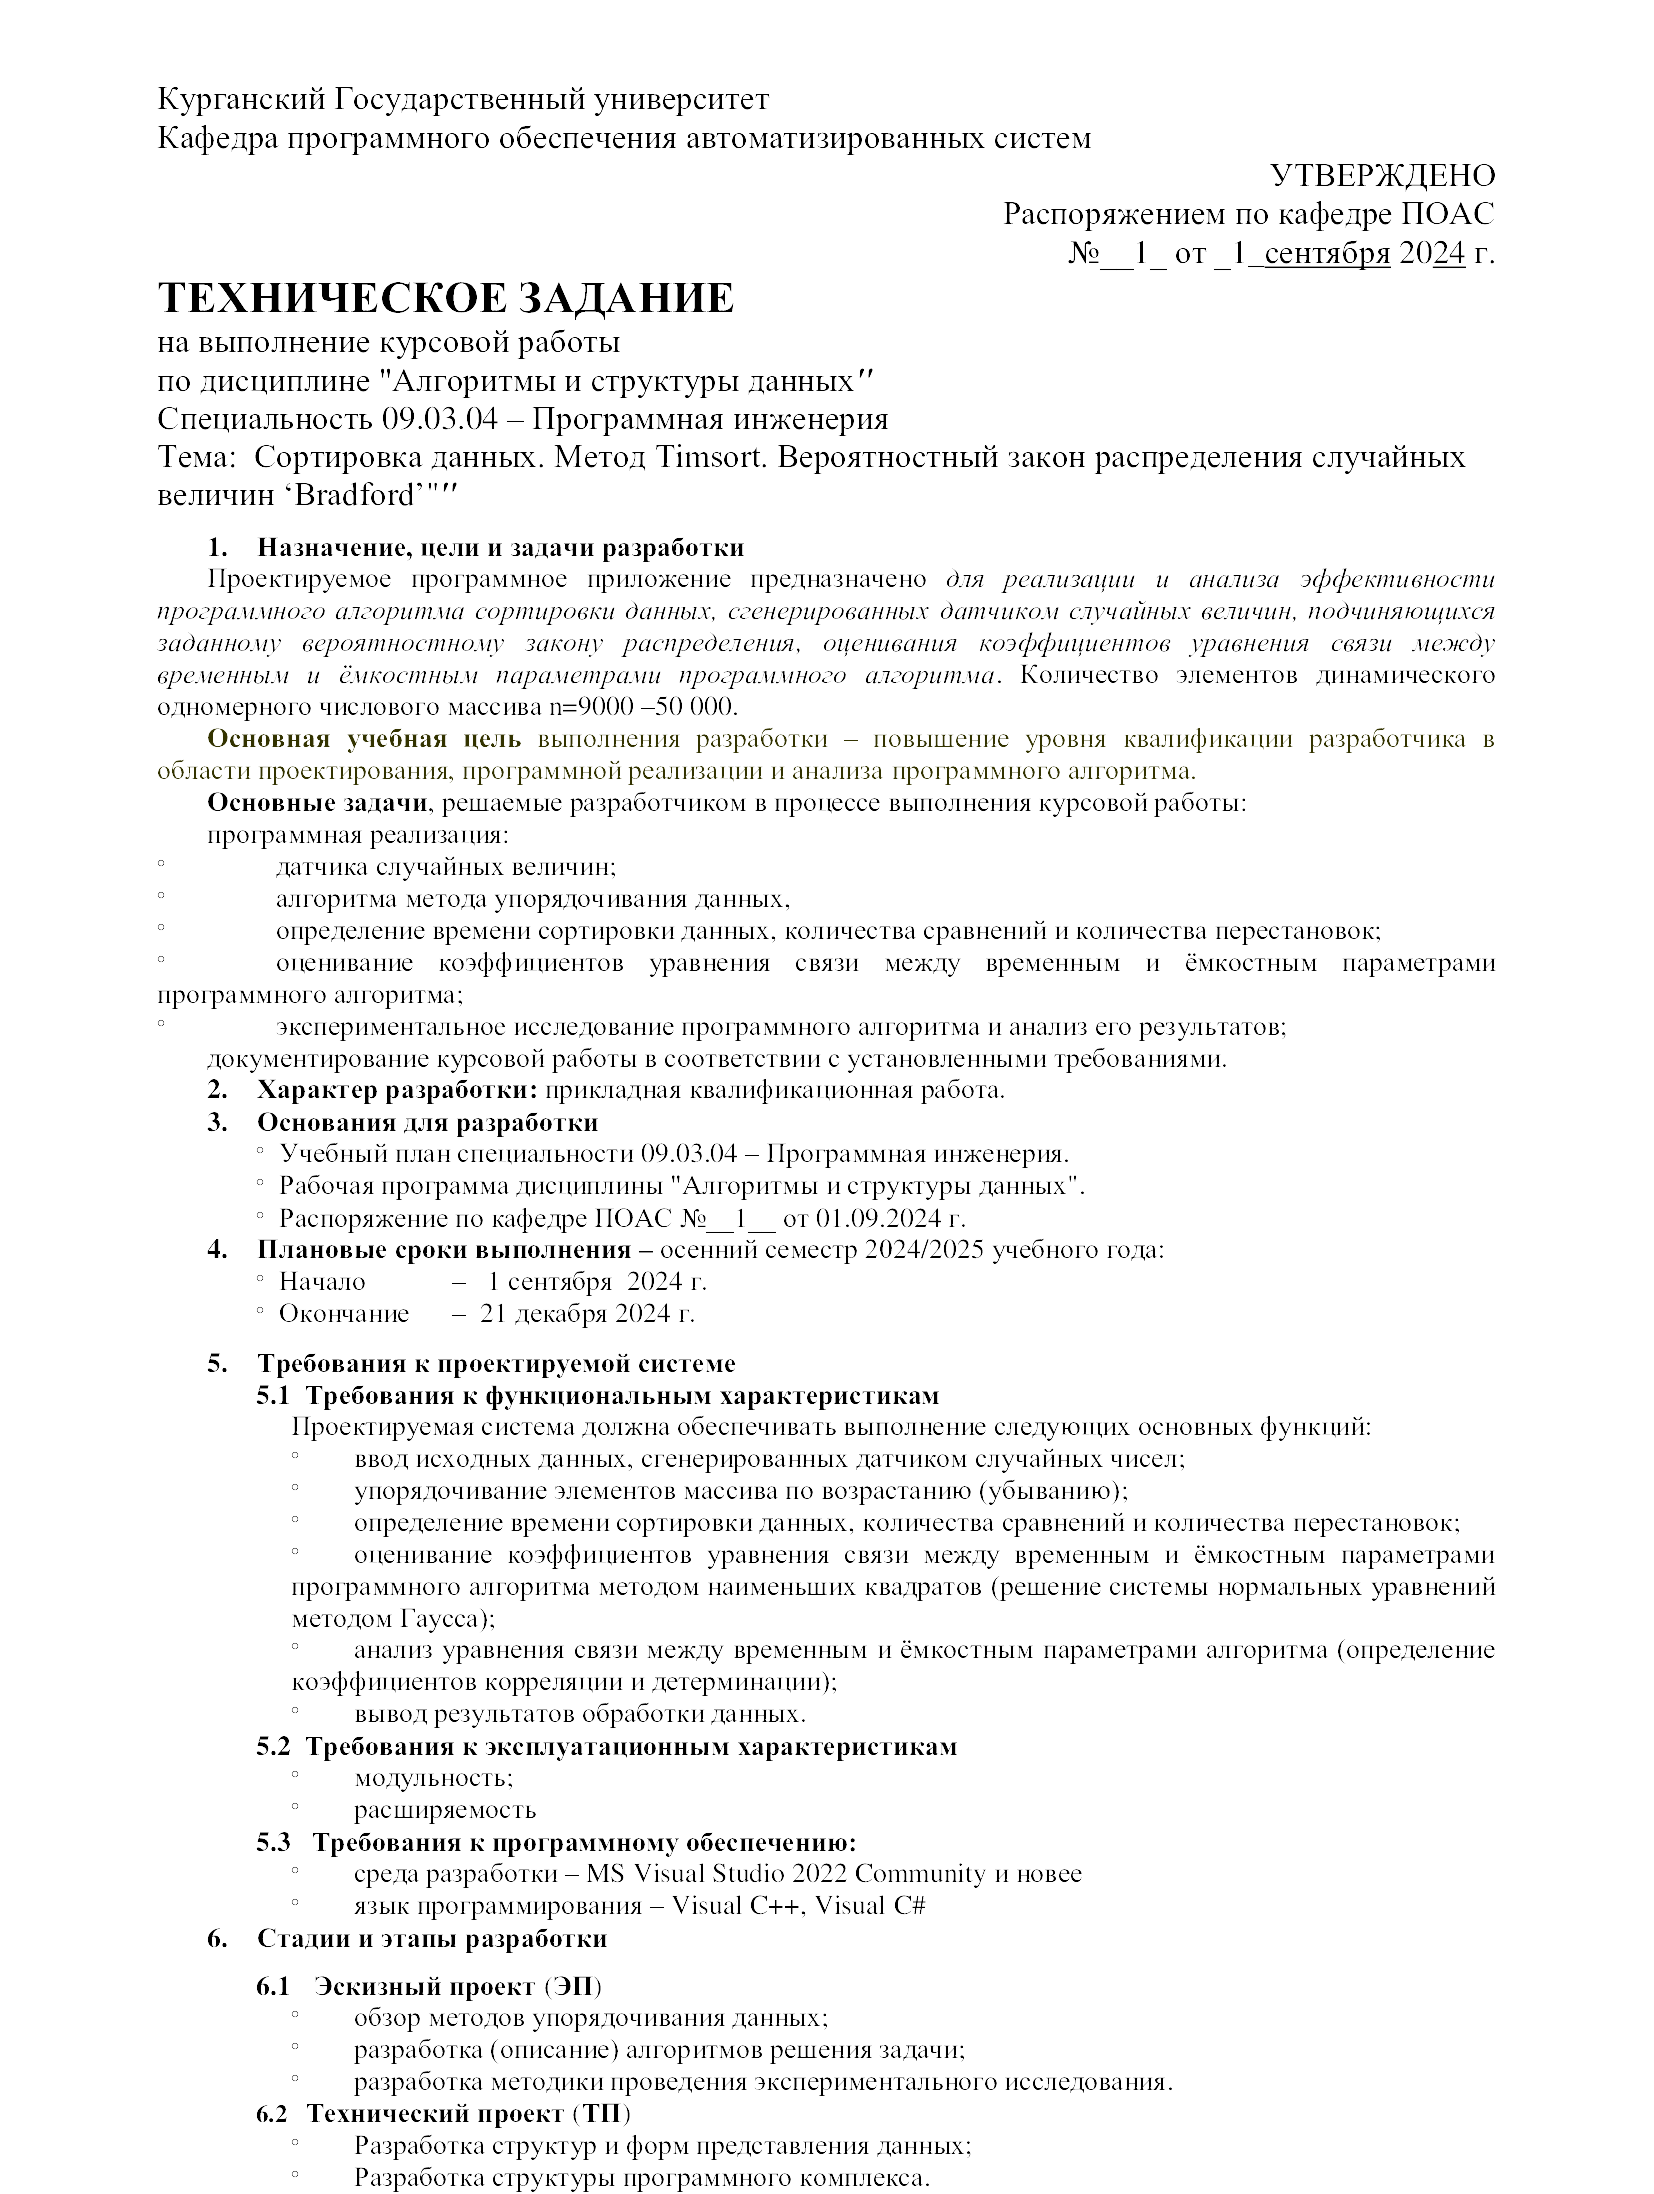 Курганский Государственный университет
Кафедра программного обеспечения автоматизированных систем
УТВЕРЖДЕНО
Распоряжением по кафедре ПОАС
№__1_ от _1_сентября 2024 г.
ТЕХНИЧЕСКОЕ ЗАДАНИЕ
на выполнение курсовой работы
по дисциплине "Алгоритмы и структуры данных"
Специальность 09.03.04 – Программная инженерия
Тема:  Сортировка данных. Метод Timsort. Вероятностный закон распределения случайных
величин ‘Bradford’""
1. Назначение, цели и задачи разработки
Проектируемое программное приложение предназначено для реализации и анализа эффективности
программного алгоритма сортировки данных, сгенерированных датчиком случайных величин, подчиняющихся
заданному вероятностному закону распределения, оценивания коэффициентов уравнения связи между
временным и ёмкостным параметрами программного алгоритма. Количество элементов динамического
одномерного числового массива n=9000 –50 000.
Основная учебная цель выполнения разработки – повышение уровня квалификации разработчика в
области проектирования, программной реализации и анализа программного алгоритма.
Основные задачи, решаемые разработчиком в процессе выполнения курсовой работы:
программная реализация:
° датчика случайных величин;
° алгоритма метода упорядочивания данных,
° определение времени сортировки данных, количества сравнений и количества перестановок;
° оценивание коэффициентов уравнения связи между временным и ёмкостным параметрами
программного алгоритма;
° экспериментальное исследование программного алгоритма и анализ его результатов;
документирование курсовой работы в соответствии с установленными требованиями.
2. Характер разработки: прикладная квалификационная работа.
3. Основания для разработки
° Учебный план специальности 09.03.04 – Программная инженерия.
° Рабочая программа дисциплины "Алгоритмы и структуры данных".
° Распоряжение по кафедре ПОАС №__1__ от 01.09.2024 г.
4. Плановые сроки выполнения – осенний семестр 2024/2025 учебного года:
° Начало – 1 сентября 2024 г.
° Окончание – 21 декабря 2024 г.
5. Требования к проектируемой системе
5.1 Требования к функциональным характеристикам
Проектируемая система должна обеспечивать выполнение следующих основных функций:
° ввод исходных данных, сгенерированных датчиком случайных чисел;
° упорядочивание элементов массива по возрастанию (убыванию);
° определение времени сортировки данных, количества сравнений и количества перестановок;
° оценивание коэффициентов уравнения связи между временным и ёмкостным параметрами
программного алгоритма методом наименьших квадратов (решение системы нормальных уравнений
методом Гаусса);
° анализ уравнения связи между временным и ёмкостным параметрами алгоритма (определение
коэффициентов корреляции и детерминации);
° вывод результатов обработки данных.
5.2 Требования к эксплуатационным характеристикам
° модульность;
° расширяемость
5.3 Требования к программному обеспечению:
° среда разработки – MS Visual Studio 2022 Community и новее
° язык программирования – Visual C++, Visual C#
6. Стадии и этапы разработки
6.1 Эскизный проект (ЭП)
° обзор методов упорядочивания данных;
° разработка (описание) алгоритмов решения задачи;
° разработка методики проведения экспериментального исследования.
6.2 Технический проект (ТП)
° Разработка структур и форм представления данных;
° Разработка структуры программного комплекса.